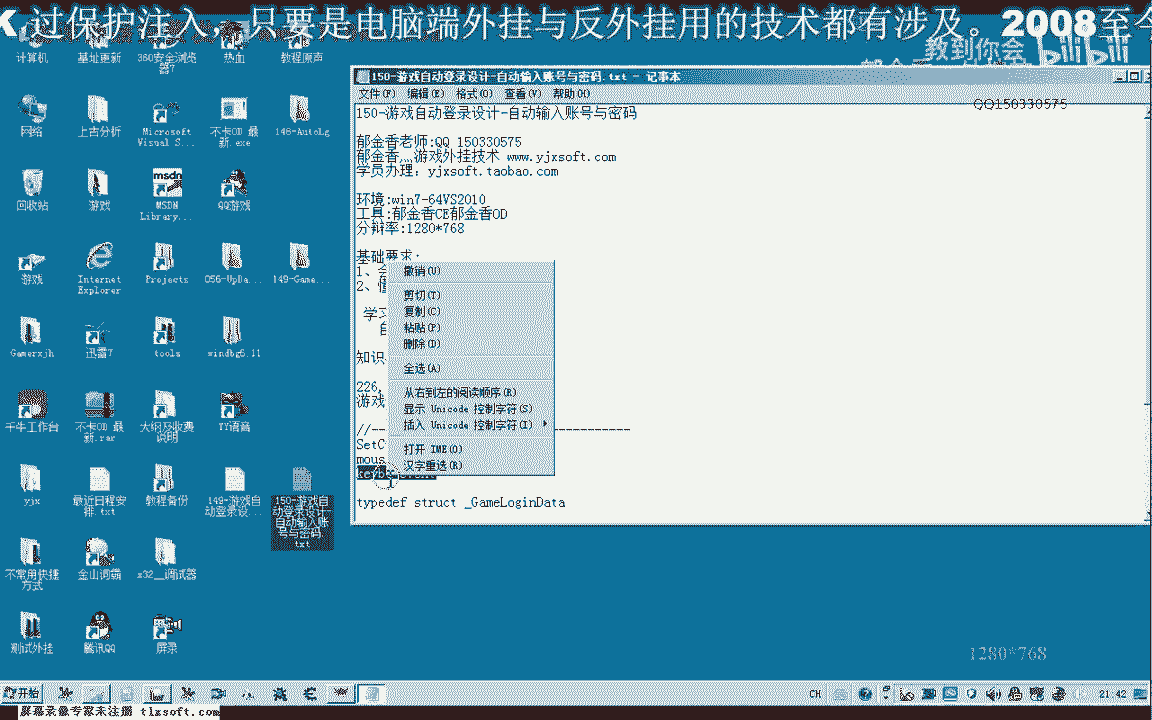 过保护注入，只要是电脑端外挂与反外挂用的技术都有涉及。2008至今
教到你会
bilibili
计算机
基址更新
360安全浏览器7
热血
教程原声
网络
上古分析
Microsoft Visual S...
不卡OD 最新.exe
146-AutoLg
回收站
游戏
MSDN Library...
QQ游戏
游戏
Internet Explorer
Projects
056-UpDa...
149-Game...
Gamerxjh
迅雷7
tools
windbg6.11
千牛工作台
不卡OD 最新.rar
大纲及收费说明
YY语音
yjx
最近日程安排.txt
教程备份
149-游戏自动登录设...
150-游戏自动登录设计-自动输入账号与密码.txt
不常用快捷方式
金山词霸
x32__调试器
测试外挂
腾讯QQ
屏录
150-游戏自动登录设计-自动输入账号与密码.txt - 记事本
文件(F) 编辑(E) 格式(O) 查看(V) 帮助(H)
QQ150330575
150-游戏自动登录设计-自动输入账号与密码
郁金香老师:QQ 150330575
郁金香灬游戏外挂技术 www.yjxsoft.com
学员办理：yjxsoft.taobao.com
环境:win7-64VS2010
工具:郁金香CE郁金香OD
分辩率:1280*768
基础要求:
1、会
2、懂
学习
知识
226,
游戏
//------------------------------
SetC
mous
typedef struct _GameLoginData
撤销(U)
剪切(T)
复制(C)
粘贴(P)
删除(D)
全选(A)
从右到左的阅读顺序(R)
显示 Unicode 控制字符(S)
插入 Unicode 控制字符(I)
打开 IME(O)
汉字重选(R)
1280*768
开始
CH
21:42
屏幕录像专家未注册 tlxsoft.com